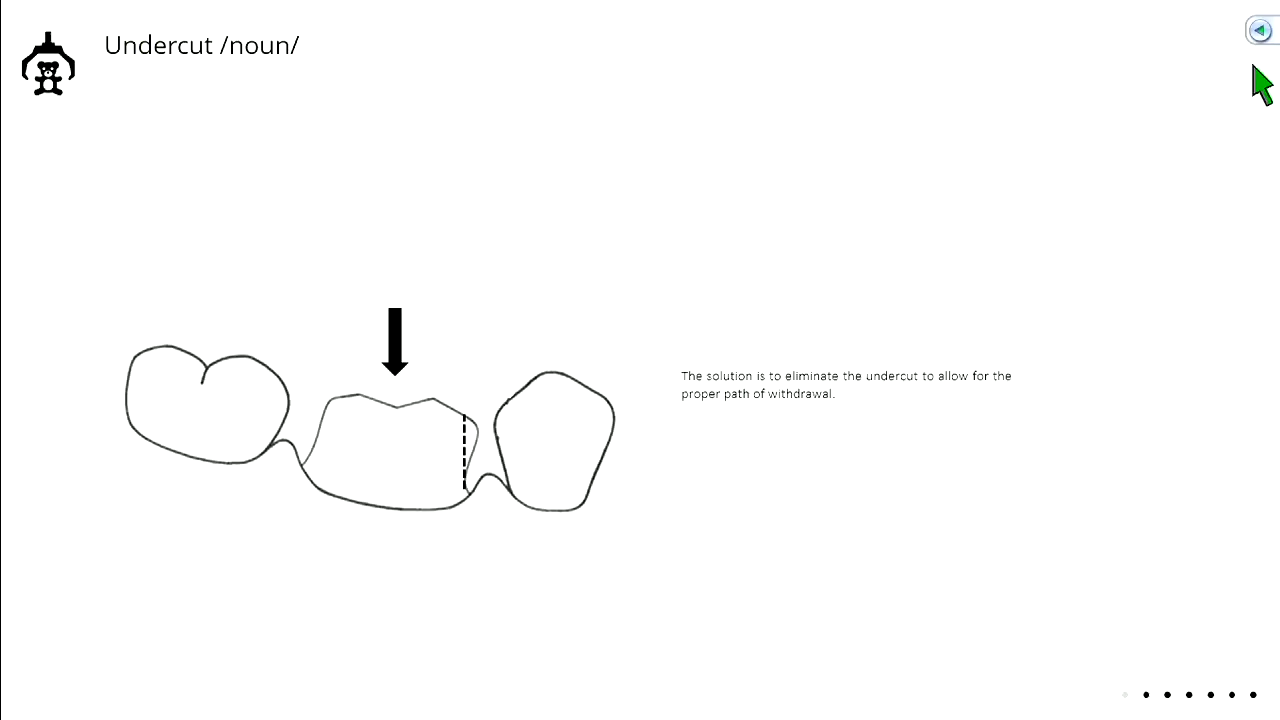 Undercut /noun/
The solution is to eliminate the undercut to allow for the
proper path of withdrawal.